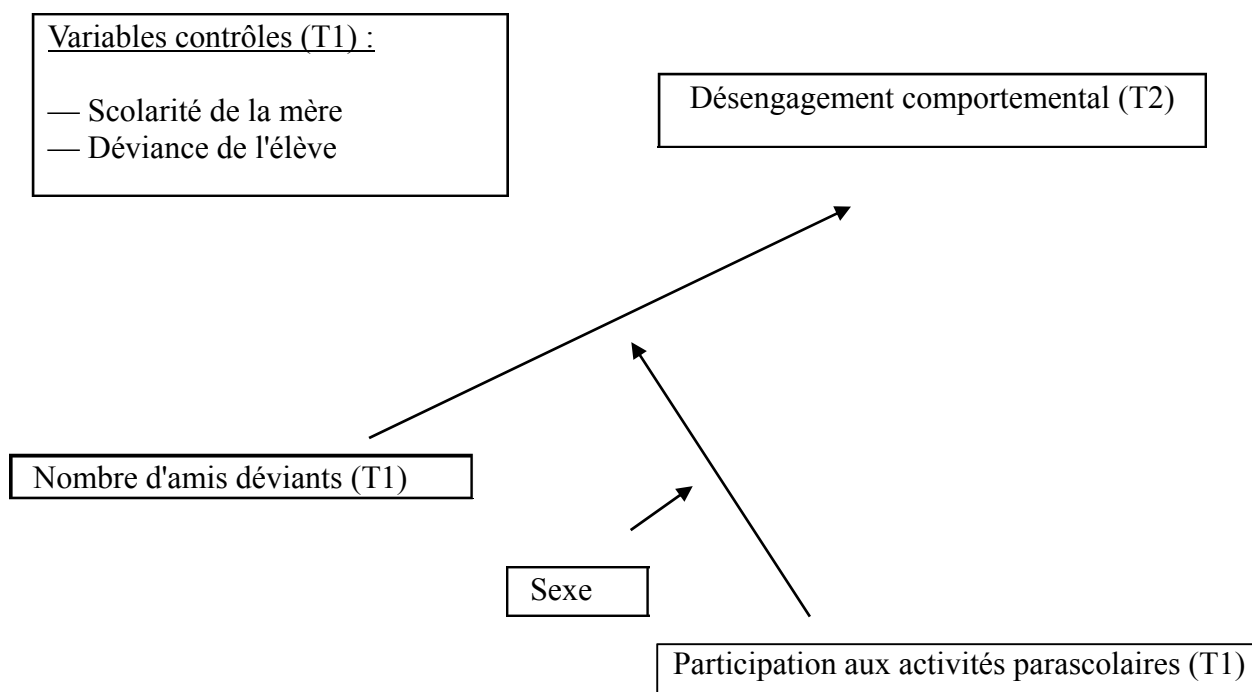 Variables contrôles (T1) :
— Scolarité de la mère
— Déviance de l'élève
Désengagement comportemental (T2)
Nombre d'amis déviants (T1)
Sexe
Participation aux activités parascolaires (T1)